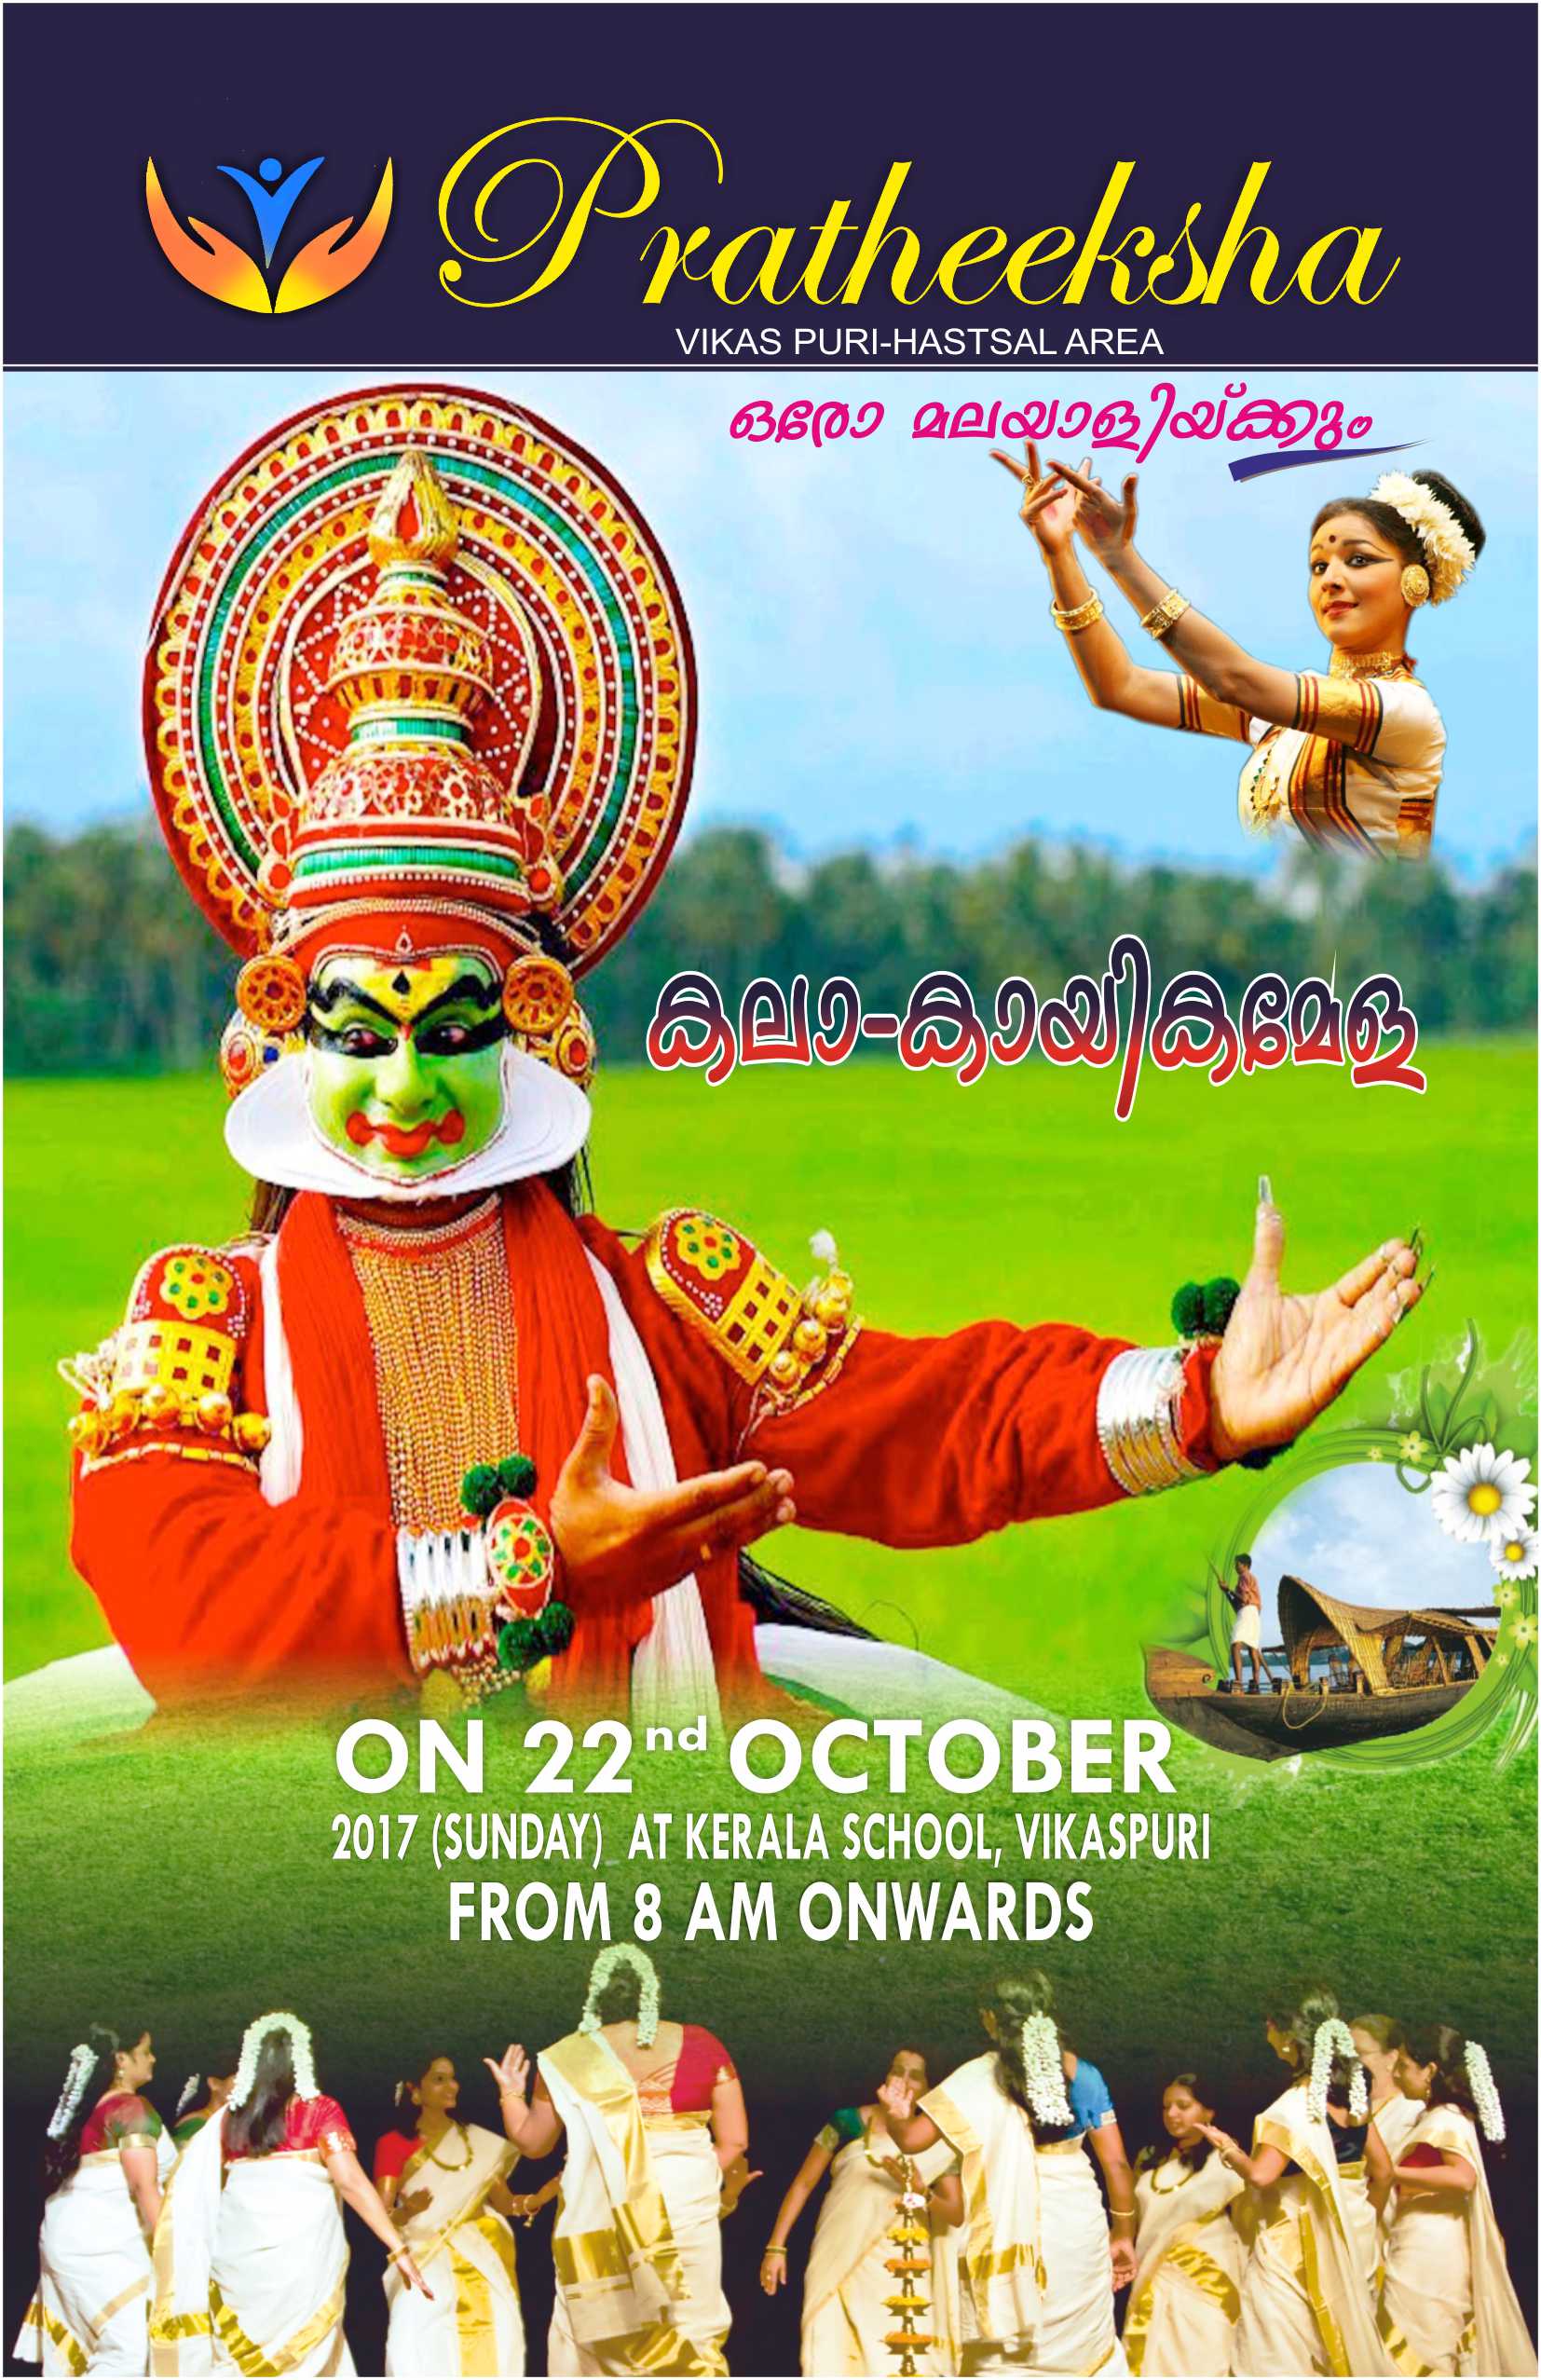 Pratheeksha
VIKAS PURI-HASTSAL AREA
ഒരോ മലയാളിയ്ക്കും
കലാ-കായികമേള
ON 22nd OCTOBER
2017 (SUNDAY) AT KERALA SCHOOL, VIKASPURI
FROM 8 AM ONWARDS